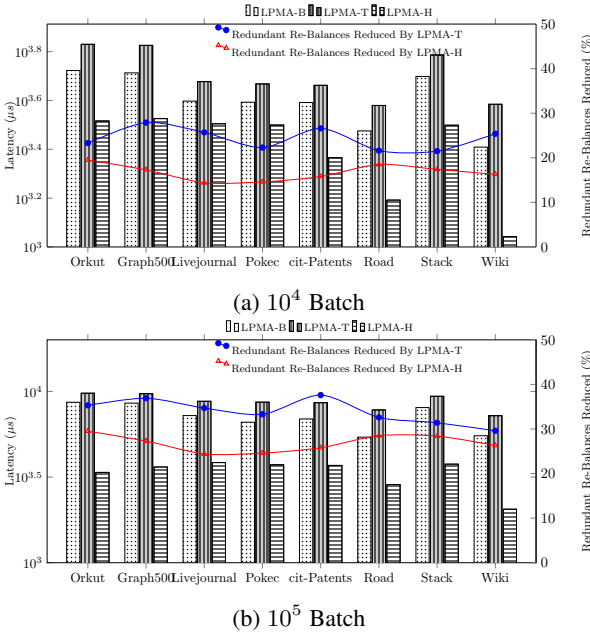 LPMA-B LPMA-T LPMA-H
Redundant Re-Balances Reduced By LPMA-T
Redundant Re-Balances Reduced By LPMA-H
Latency (μs)
10^3.8
10^3.6
10^3.4
10^3.2
10^3
50
40
30
20
10
0
Redundant Re-Balances Reduced (%)
Orkut Graph500 Livejournal Pokec cit-Patents Road Stack Wiki
(a) 10^4 Batch
LPMA-B LPMA-T LPMA-H
Redundant Re-Balances Reduced By LPMA-T
Redundant Re-Balances Reduced By LPMA-H
Latency (μs)
10^4
10^3.5
10^3
50
40
30
20
10
0
Redundant Re-Balances Reduced (%)
Orkut Graph500 Livejournal Pokec cit-Patents Road Stack Wiki
(b) 10^5 Batch